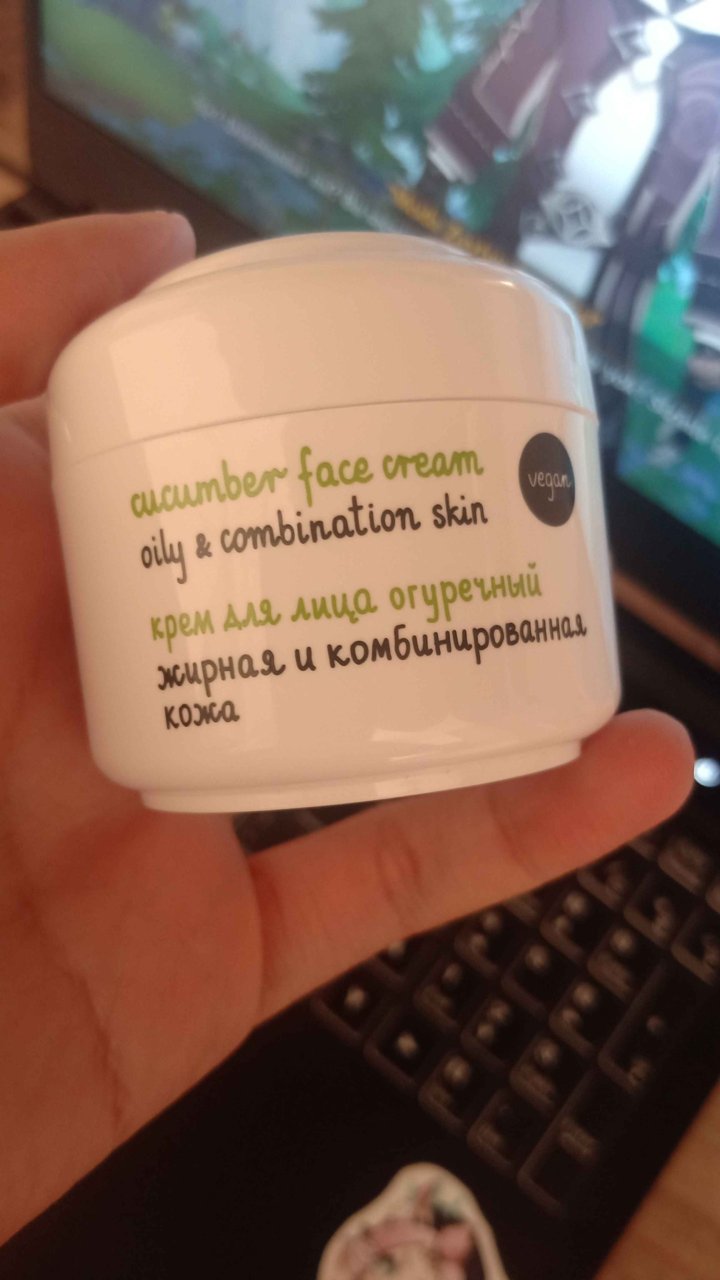 cucumber face cream
oily & combination skin
vegan
крем для лица огуречный
жирная и комбинированная
кожа